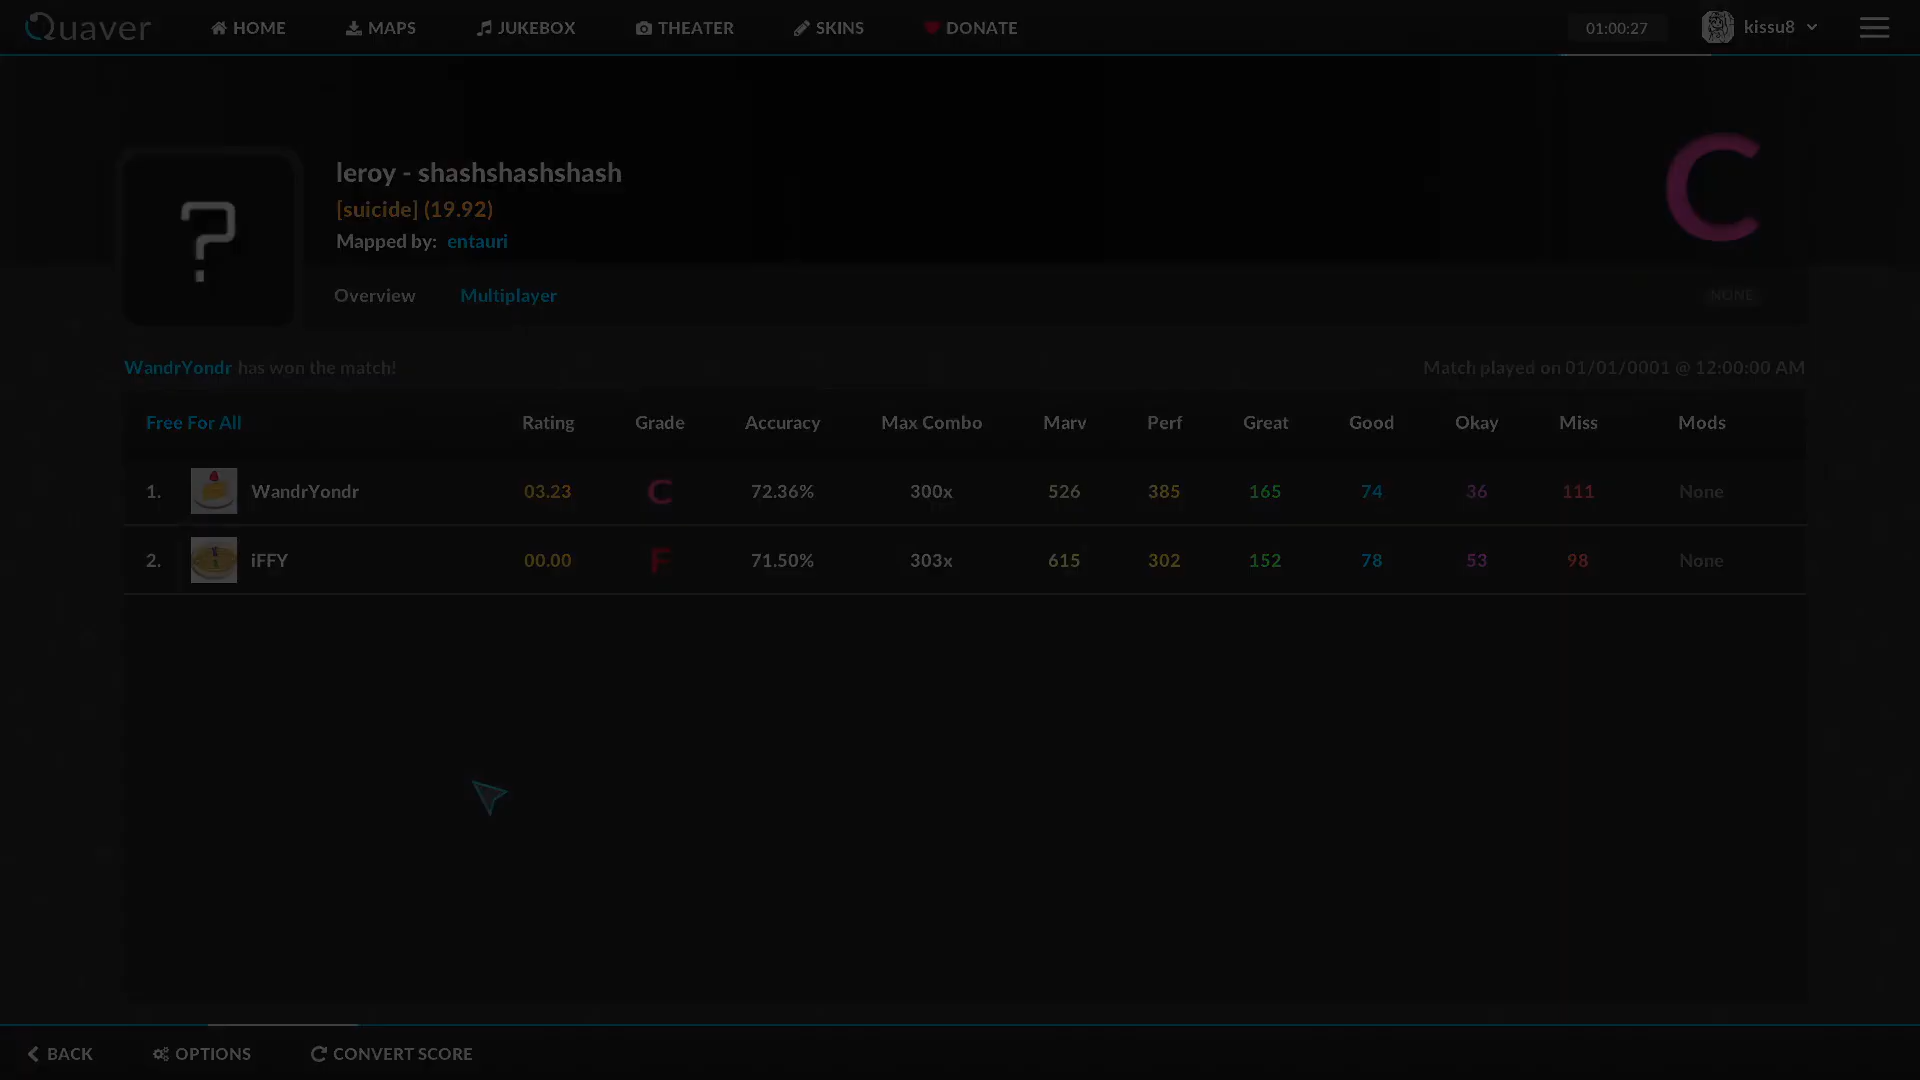 Quaver HOME MAPS JUKEBOX THEATER SKINS DONATE 01:00:27 kissu8
leroy - shashshashshash
[suicide] (19.92)
Mapped by: entauri
C
Overview Multiplayer NONE
WandrYondr has won the match! Match played on 01/01/0001 @ 12:00:00 AM
Free For All Rating Grade Accuracy Max Combo Marv Perf Great Good Okay Miss Mods
1. WandrYondr 03.23 C 72.36% 300x 526 385 165 74 36 111 None
2. iFFY 00.00 F 71.50% 303x 615 302 152 78 53 98 None
BACK OPTIONS CONVERT SCORE